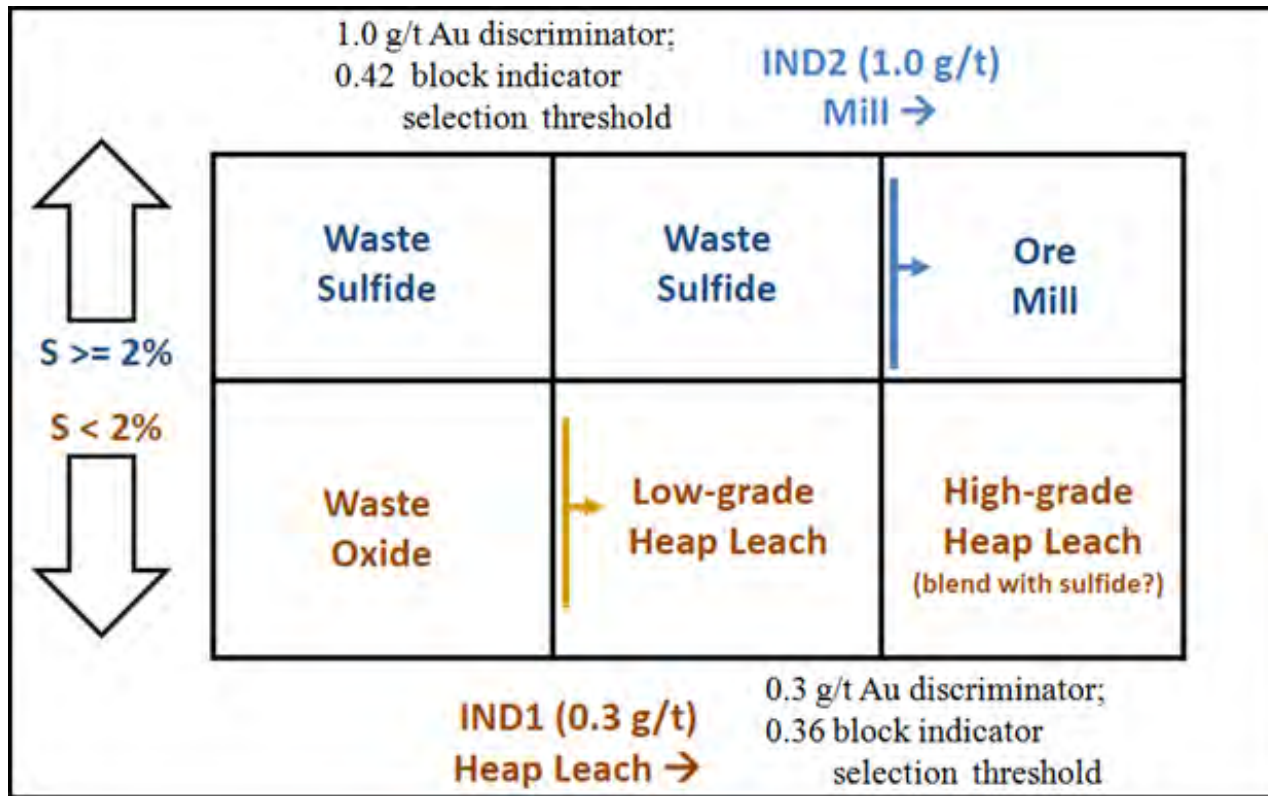 1.0 g/t Au discriminator;
0.42 block indicator
selection threshold
IND2 (1.0 g/t)
Mill →
S >= 2%
S < 2%
Waste
Sulfide
Waste
Sulfide
Ore
Mill
Waste
Oxide
Low-grade
Heap Leach
High-grade
Heap Leach
(blend with sulfide?)
IND1 (0.3 g/t)
Heap Leach →
0.3 g/t Au discriminator;
0.36 block indicator
selection threshold